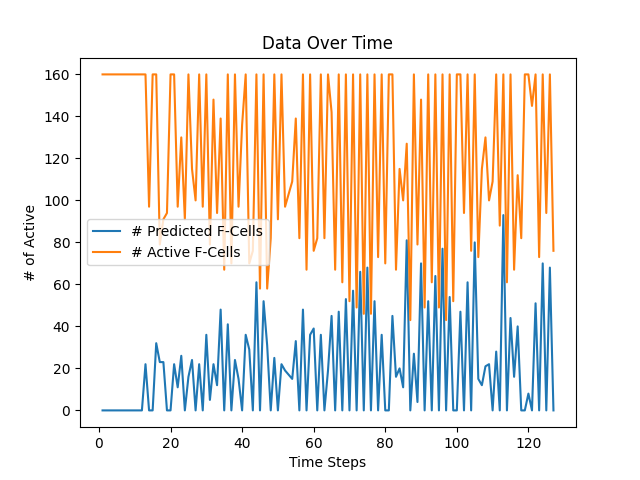 Data Over Time
160
140
120
100
80
60
40
20
0
# of Active
# Predicted F-Cells
# Active F-Cells
0 20 40 60 80 100 120
Time Steps